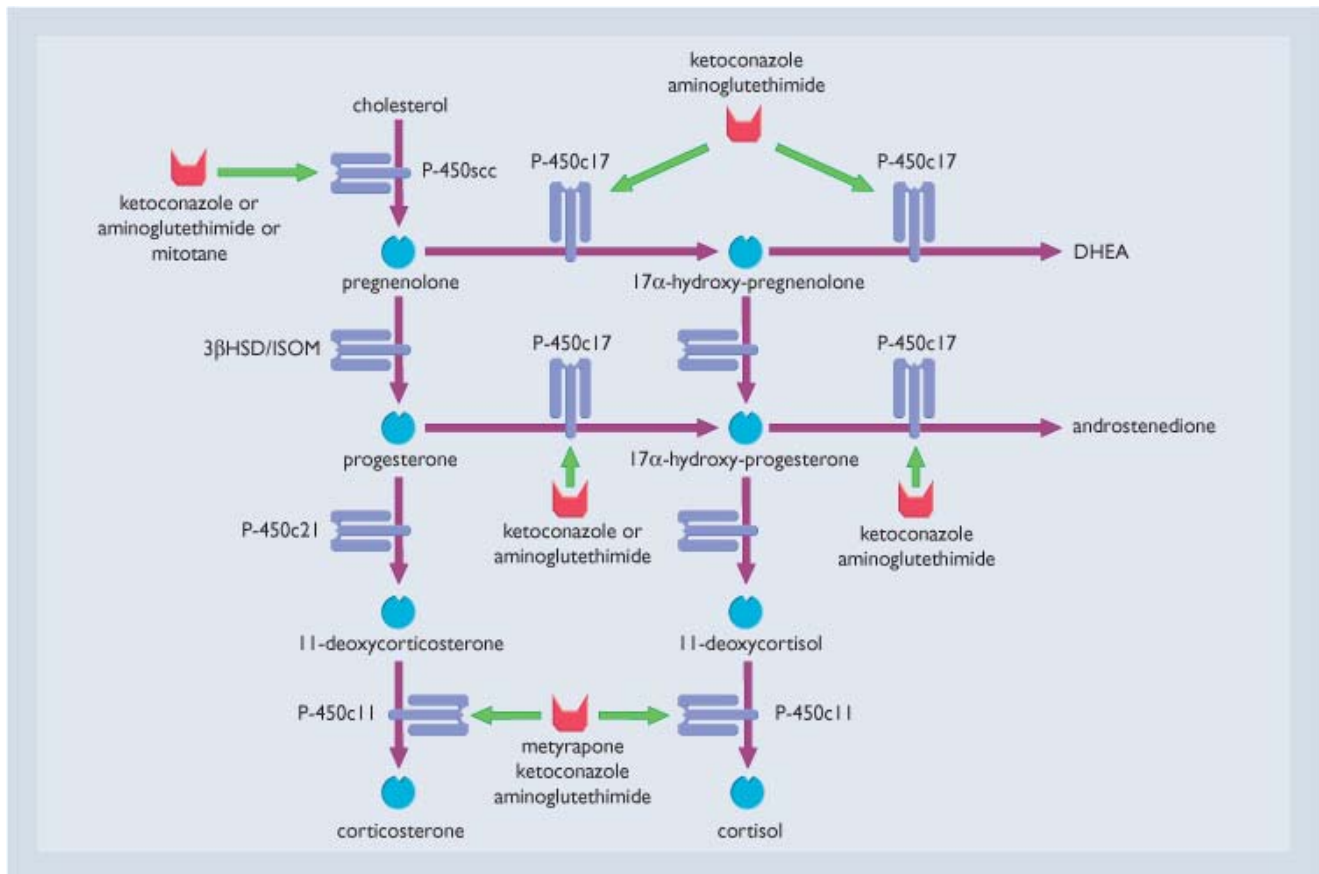 ketoconazole
aminoglutethimide
cholesterol
P-450scc
P-450c17
P-450c17
ketoconazole or
aminoglutethimide or
mitotane
DHEA
pregnenolone
17α-hydroxy-pregnenolone
3βHSD/ISOM
P-450c17
P-450c17
androstenedione
progesterone
17α-hydroxy-progesterone
P-450c21
ketoconazole or
aminoglutethimide
ketoconazole
aminoglutethimide
11-deoxycorticosterone
11-deoxycortisol
P-450c11
P-450c11
metyrapone
ketoconazole
aminoglutethimide
corticosterone
cortisol